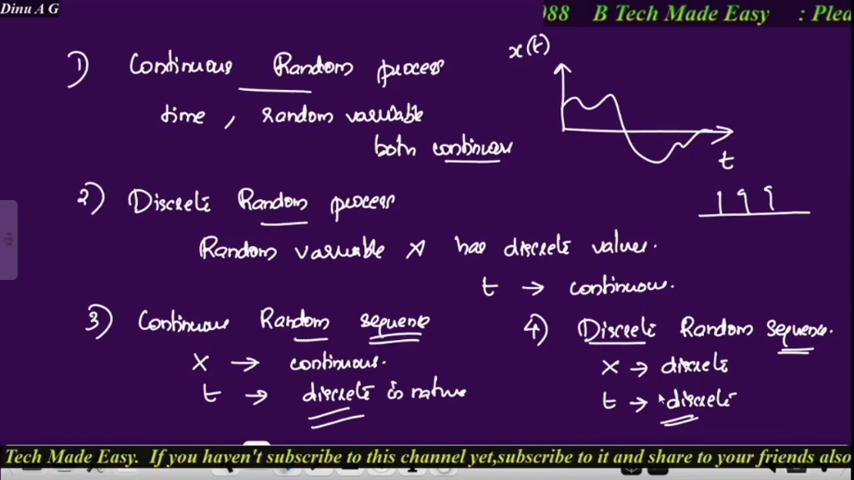 Dinu A G
088 B Tech Made Easy : Plea
1) Continuous Random process
x(t)
time, random variable
both continuous
t
2) Discrete Random process
Random variable X has discrete values.
t → continuous.
3) Continuous Random sequence
X → continuous.
t → discrete in nature
4) Discrete Random sequence.
X → discrete
t → discrete
Tech Made Easy. If you haven't subscribe to this channel yet,subscribe to it and share to your friends also